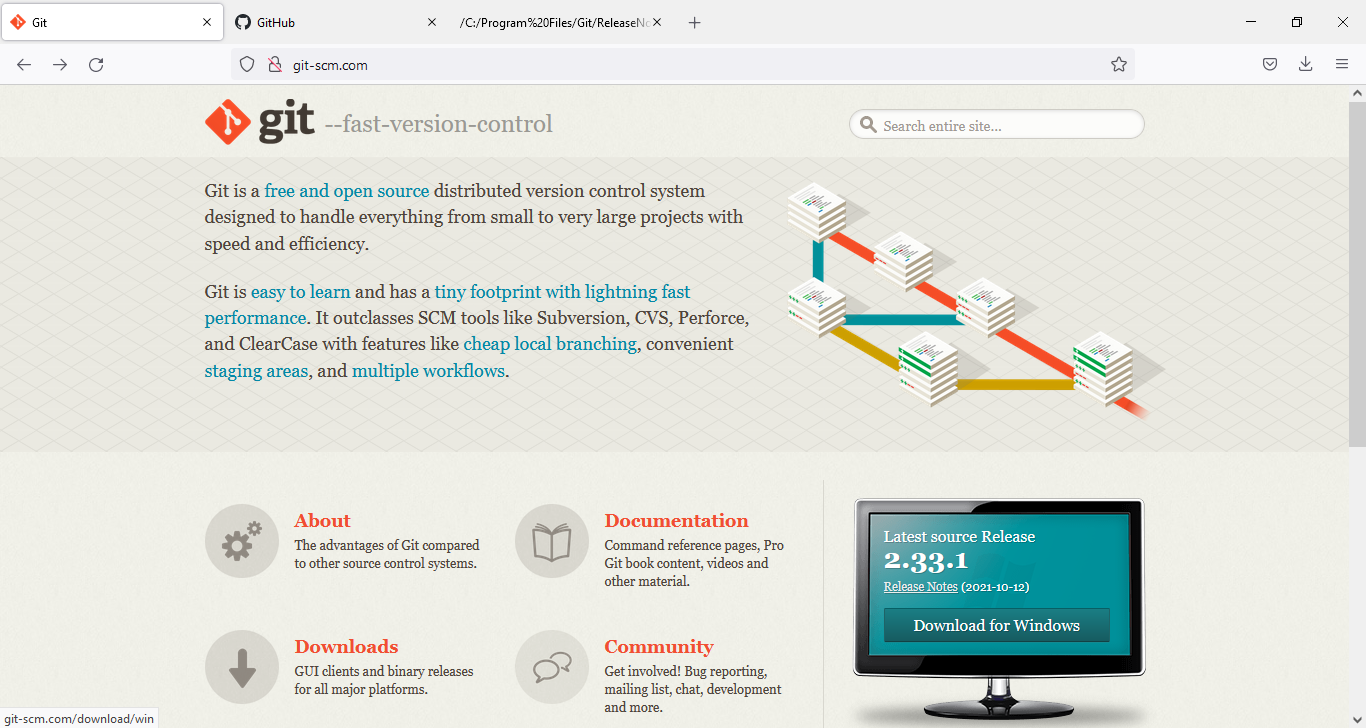 Git
GitHub
/C:/Program%20Files/Git/ReleaseNo
git-scm.com
git --fast-version-control
Search entire site...
Git is a free and open source distributed version control system
designed to handle everything from small to very large projects with
speed and efficiency.
Git is easy to learn and has a tiny footprint with lightning fast
performance. It outclasses SCM tools like Subversion, CVS, Perforce,
and ClearCase with features like cheap local branching, convenient
staging areas, and multiple workflows.
About
The advantages of Git compared
to other source control systems.
Documentation
Command reference pages, Pro
Git book content, videos and
other material.
Downloads
GUI clients and binary releases
for all major platforms.
Community
Get involved! Bug reporting,
mailing list, chat, development
and more.
Latest source Release
2.33.1
Release Notes (2021-10-12)
Download for Windows
git-scm.com/download/win